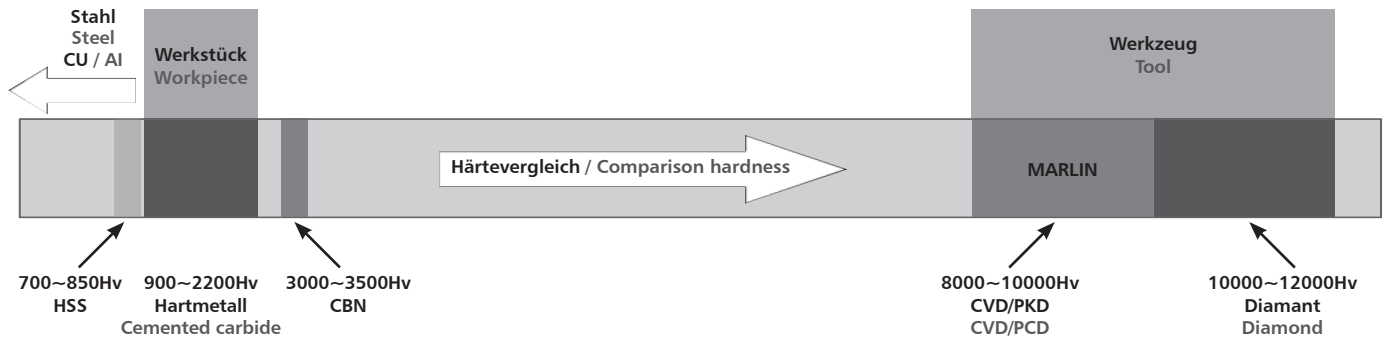 Stahl
Steel
CU / AI
Werkstück
Workpiece
Werkzeug
Tool
Härtevergleich / Comparison hardness
MARLIN
700~850Hv
HSS
900~2200Hv
Hartmetall
Cemented carbide
3000~3500Hv
CBN
8000~10000Hv
CVD/PKD
CVD/PCD
10000~12000Hv
Diamant
Diamond